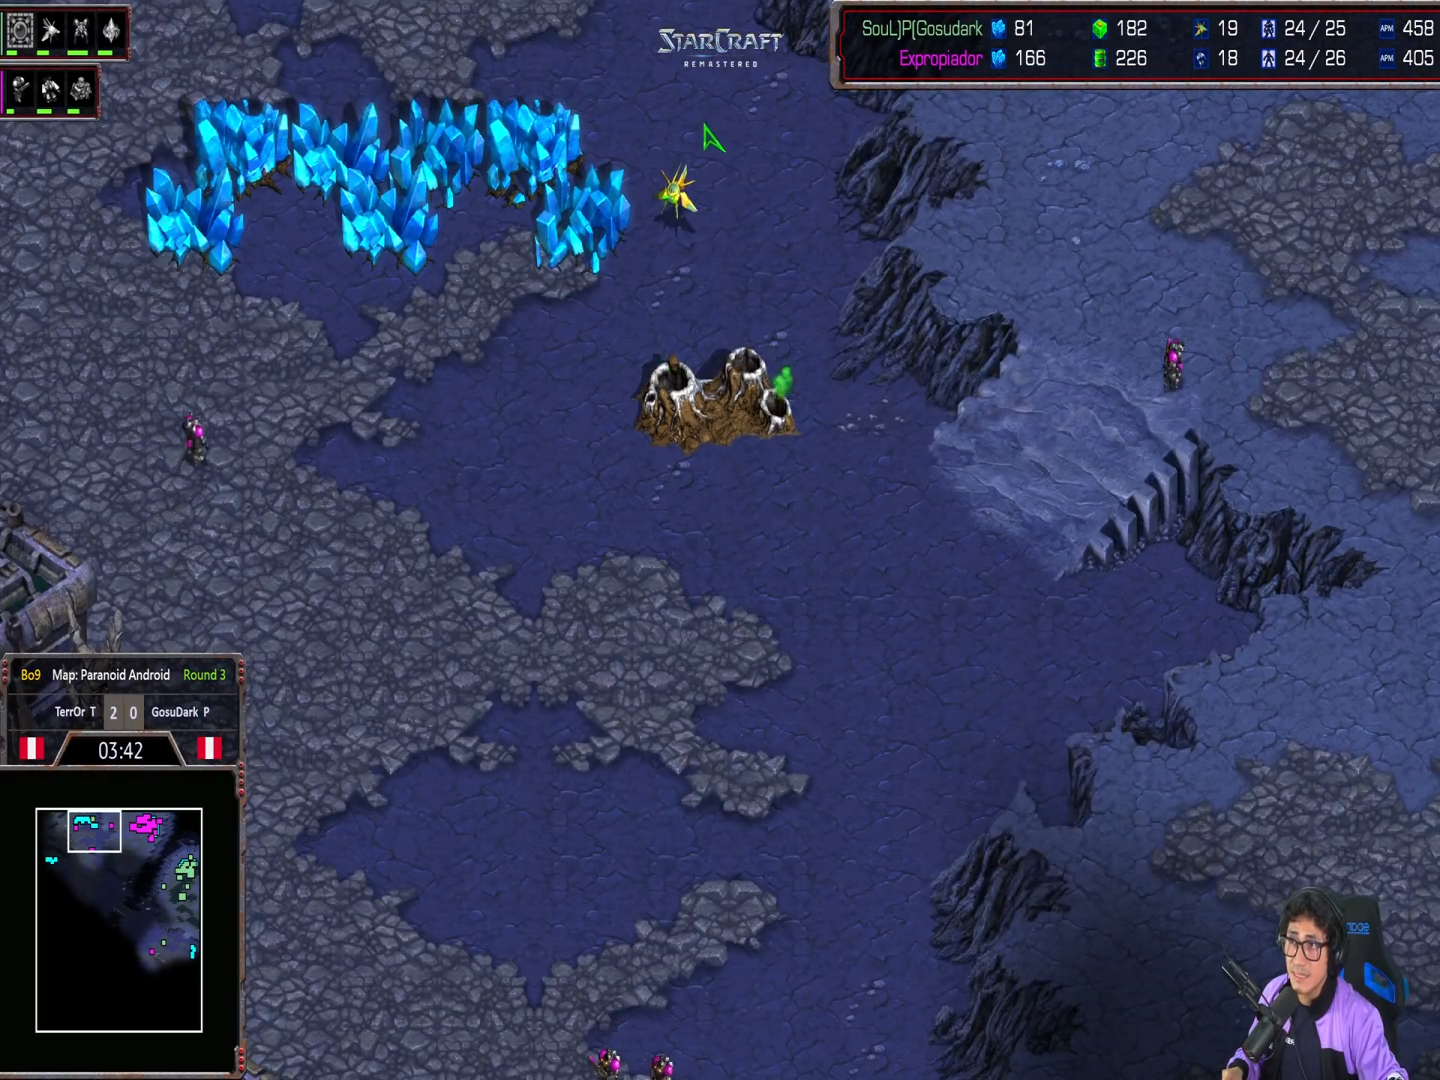 STARCRAFT
REMASTERED
SouL]P[Gosudark 81 182 19 24 / 25 APM 458
Expropiador 166 226 18 24 / 26 APM 405
Bo9 Map: Paranoid Android Round 3
TerrOr T 2 0 GosuDark P
03:42